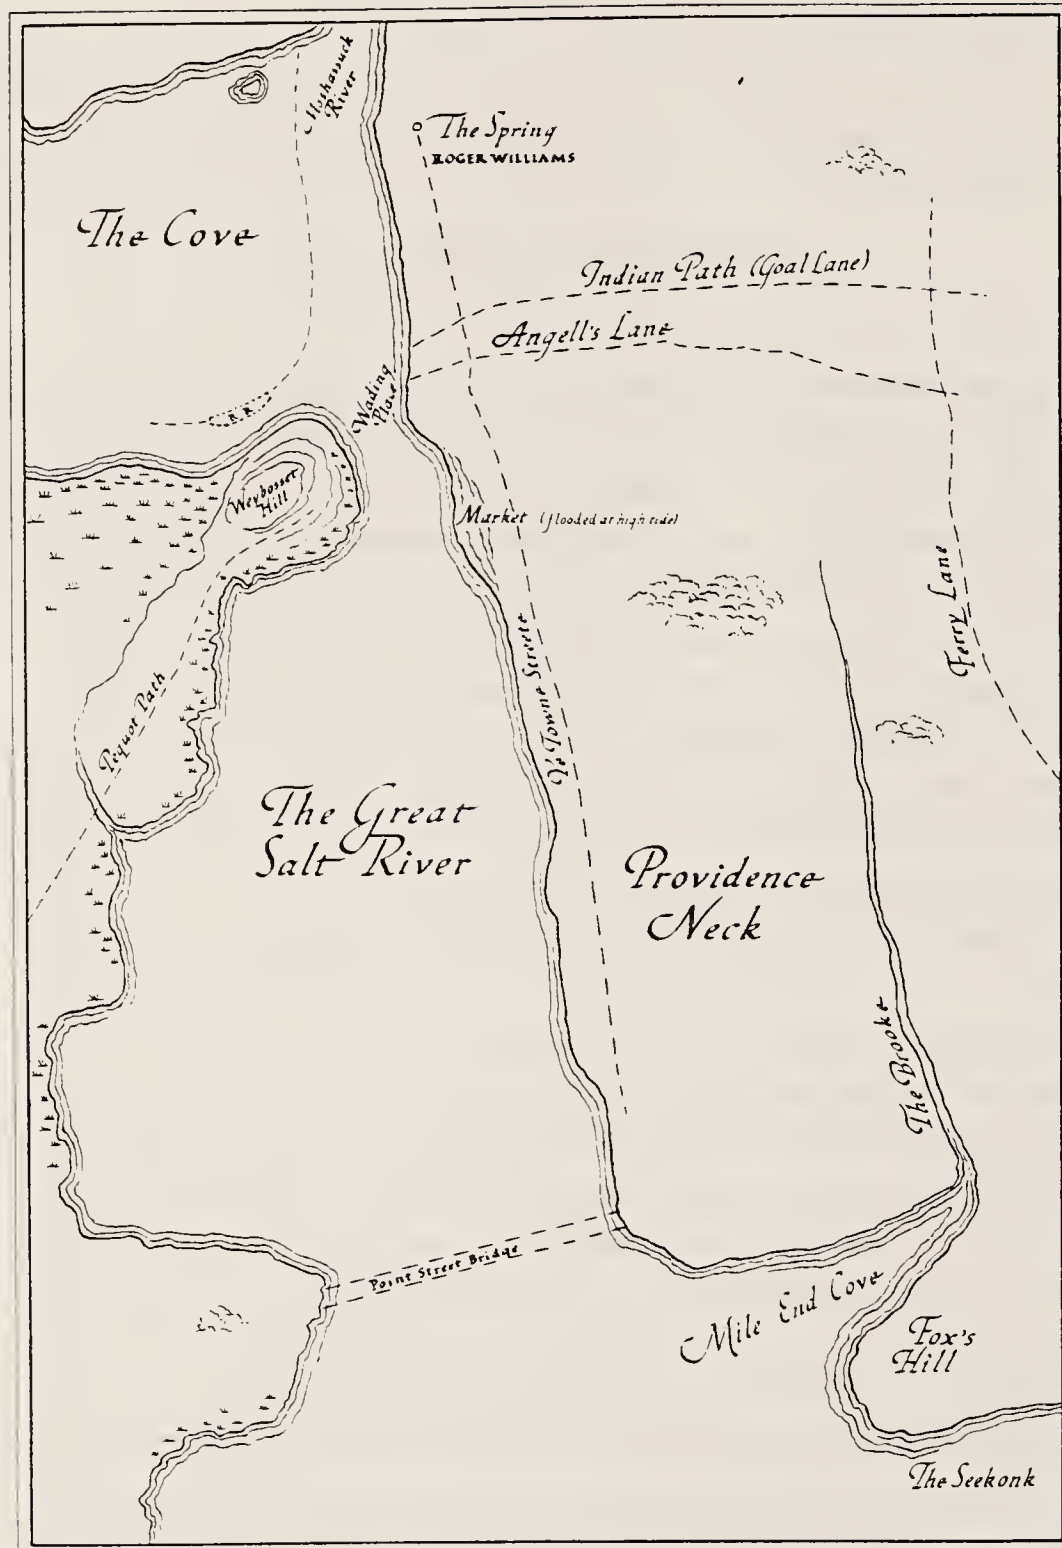 Moshassuck
River
The Spring
ROGER WILLIAMS
The Cove
Indian Path (Goal Lane)
Angell's Lane
Wading
Place
R.R.
Weybosset
Hill
Market (flooded at high tide)
Ferry Lane
Ye Towne Streete
Pequot Path
The Great
Salt River
Providence
Neck
The Brooke
Point Street Bridge
Mile End Cove
Fox's
Hill
The Seekonk